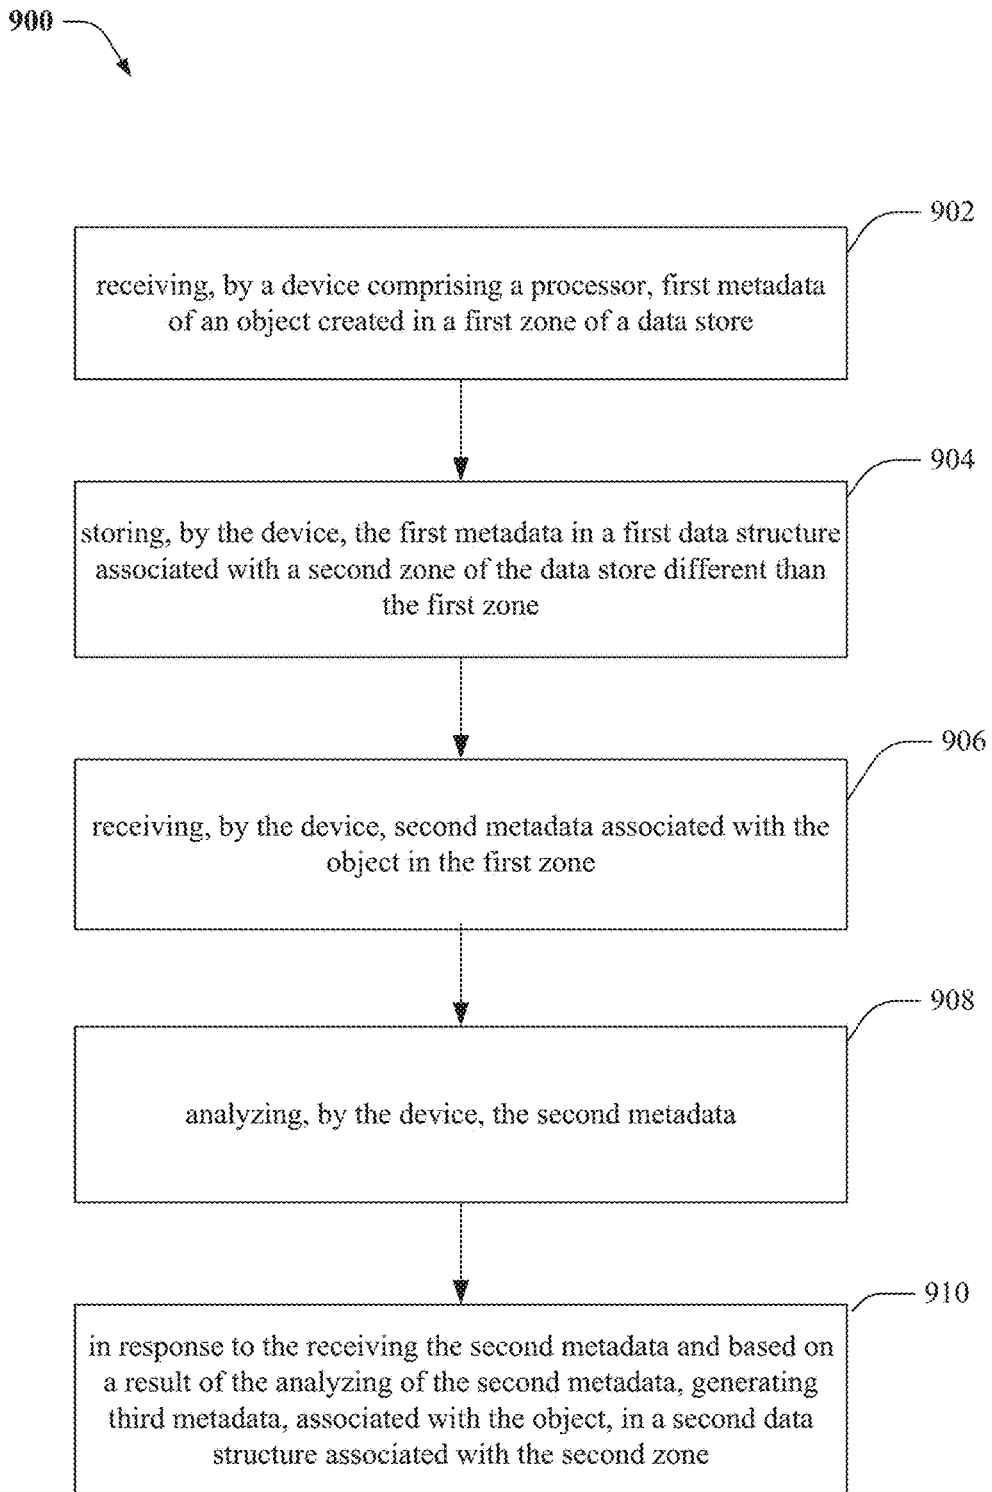 900
902
receiving, by a device comprising a processor, first metadata
of an object created in a first zone of a data store
904
storing, by the device, the first metadata in a first data structure
associated with a second zone of the data store different than
the first zone
906
receiving, by the device, second metadata associated with the
object in the first zone
908
analyzing, by the device, the second metadata
910
in response to the receiving the second metadata and based on
a result of the analyzing of the second metadata, generating
third metadata, associated with the object, in a second data
structure associated with the second zone